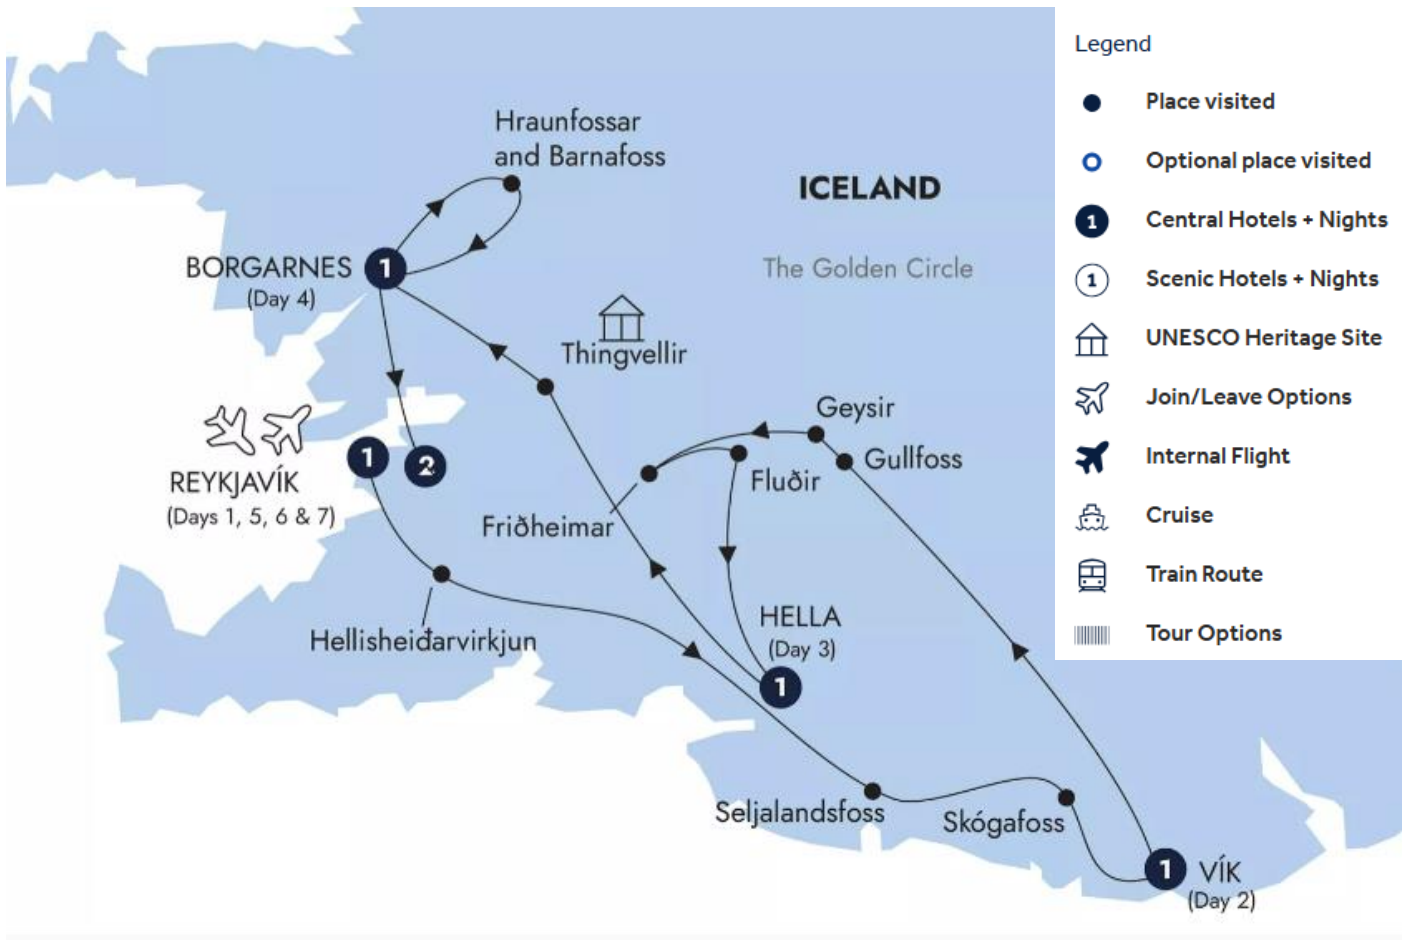 Hraunfossar
and Barnafoss
ICELAND
The Golden Circle
BORGARNES
(Day 4)
1
Thingvellir
Geysir
Gullfoss
Fluðir
Friðheimar
1
2
REYKJAVÍK
(Days 1, 5, 6 & 7)
Hellisheiđarvirkjun
HELLA
(Day 3)
1
Seljalandsfoss
Skógafoss
1
VÍK
(Day 2)
Legend
Place visited
Optional place visited
1 Central Hotels + Nights
1 Scenic Hotels + Nights
UNESCO Heritage Site
Join/Leave Options
Internal Flight
Cruise
Train Route
Tour Options